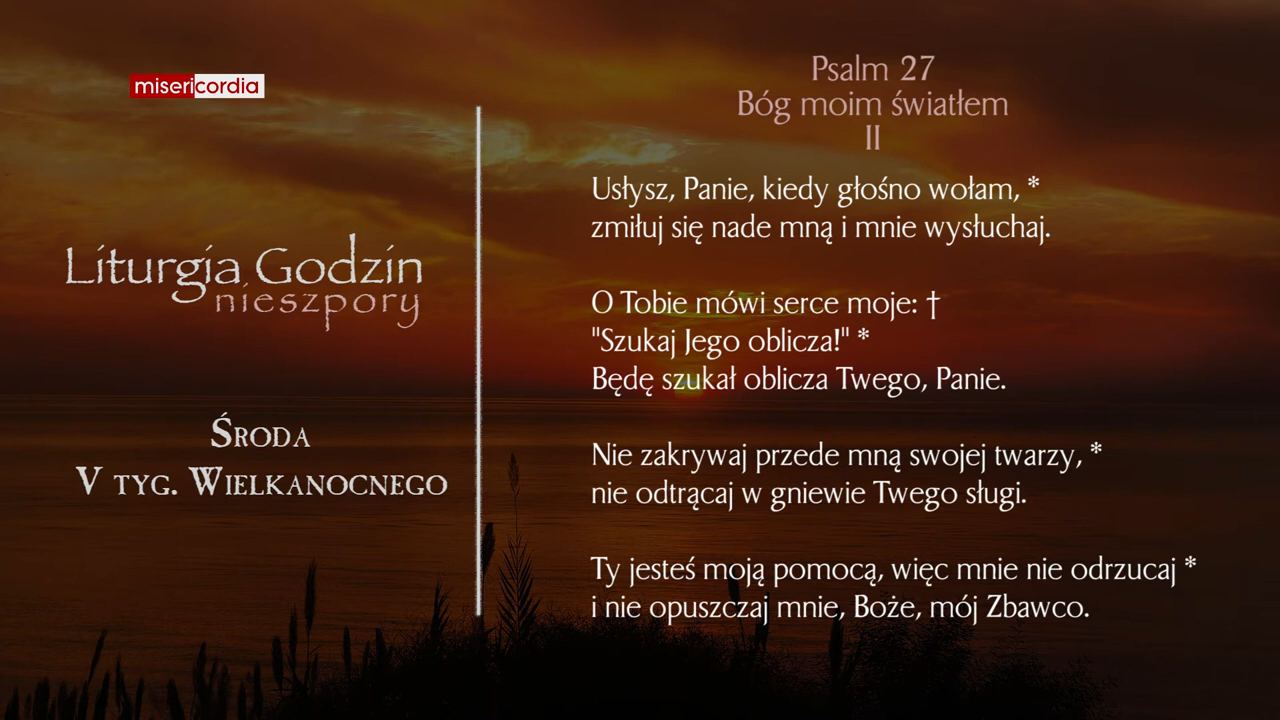 misericordia
Liturgia Godzin
nieszpory
Środa
V tyg. Wielkanocnego
Psalm 27
Bóg moim światłem
II
Usłysz, Panie, kiedy głośno wołam, *
zmiłuj się nade mną i mnie wysłuchaj.
O Tobie mówi serce moje: †
"Szukaj Jego oblicza!" *
Będę szukał oblicza Twego, Panie.
Nie zakrywaj przede mną swojej twarzy, *
nie odtrącaj w gniewie Twego sługi.
Ty jesteś moją pomocą, więc mnie nie odrzucaj *
i nie opuszczaj mnie, Boże, mój Zbawco.